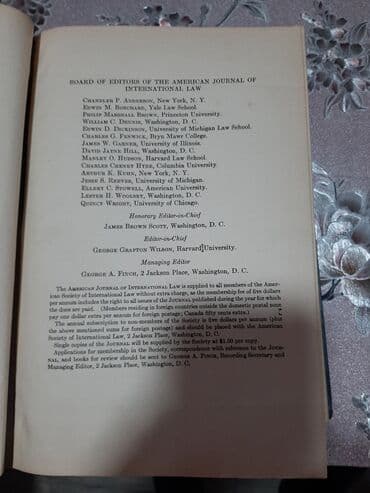 BOARD OF EDITORS OF THE AMERICAN JOURNAL OF
INTERNATIONAL LAW
CHANDLER P. ANDERSON, New York, N. Y.
EDWIN M. BORCHARD, Yale Law School.
PHILIP MARSHALL BROWN, Princeton University.
WILLIAM C. DENNIS, Washington, D. C.
EDWIN D. DICKINSON, University of Michigan Law School.
CHARLES G. FENWICK, Bryn Mawr College.
JAMES W. GARNER, University of Illinois.
DAVID JAYNE HILL, Washington, D. C.
MANLEY O. HUDSON, Harvard Law School.
CHARLES CHENEY HYDE, Columbia University.
ARTHUR K. KUHN, New York, N. Y.
JESSE S. REEVES, University of Michigan.
ELLERY C. STOWELL, American University.
LESTER H. WOOLSEY, Washington, D. C.
QUINCY WRIGHT, University of Chicago.
Honorary Editor-in-Chief
JAMES BROWN SCOTT, Washington, D. C.
Editor-in-Chief
GEORGE GRAFTON WILSON, Harvard University.
Managing Editor
GEORGE A. FINCH, 2 Jackson Place, Washington, D. C.
THE AMERICAN JOURNAL OF INTERNATIONAL LAW is supplied to all members of the Amer-
ican Society of International Law without extra charge, as the membership fee of five dollars
per annum includes the right to all issues of the JOURNAL published during the year for which
the dues are paid. (Members residing in foreign countries outside the domestic postal zone
pay one dollar extra per annum for foreign postage; Canada fifty cents extra.)
The annual subscription to non-members of the Society is five dollars per annum (plus
the above mentioned rates for foreign postage) and should be placed with the American
Society of International Law, 2 Jackson Place, Washington, D. C.
Single copies of the JOURNAL will be supplied by the Society at $1.50 per copy.
Applications for membership in the Society, correspondence with reference to the JOUR-
NAL, and books for review should be sent to GEORGE A. FINCH, Recording Secretary and
Managing Editor, 2 Jackson Place, Washington, D. C.